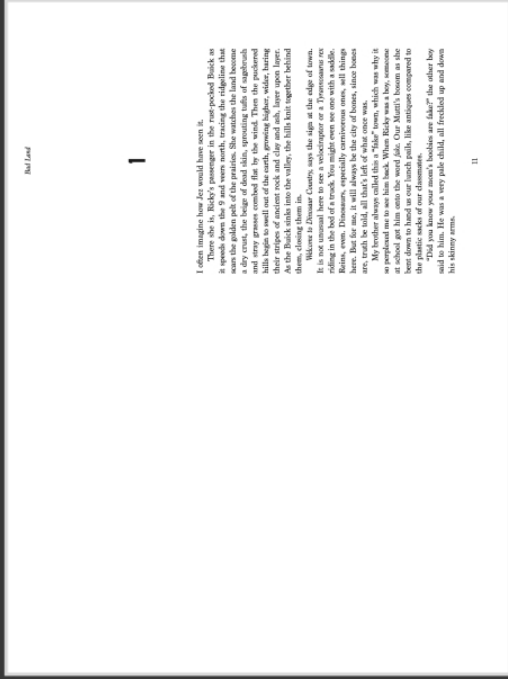 Bad Land
1
I often imagine how Jez would have seen it.
There she is, Ricky's passenger in the rust-pocked Buick as
it speeds down the 9 and veers north, tracing the ridgeline that
scars the golden pelt of the prairies. She watches the land become
a dry crust, the beige of dead skin, sprouting tufts of sagebrush
and stray grasses combed flat by the wind. Then the puckered
hills begin to swell out of the earth, growing higher, wider, baring
their stripes of ancient rock and clay and ash, layer upon layer.
As the Buick sinks into the valley, the hills knit together behind
them, closing them in.
Welcome to Dinosaur Country, says the sign at the edge of town.
It is not unusual here to see a velociraptor or a Tyrannosaurus rex
riding in the bed of a truck. You might even see one with a saddle.
Reins, even. Dinosaurs, especially carnivorous ones, sell things
here. But for me, it will always be the city of bones, since bones
are, truth be told, all that's left of what once was.
My brother always called this a "fake" town, which was why it
so perplexed me to see him back. When Ricky was a boy, someone
at school got him onto the word fake. Our Mutti's bosom as she
bent down to hand us our lunch pails, like antiques compared to
the plastic sacks of our classmates.
"Did you know your mom's boobies are fake?" the other boy
said to him. He was a very pale child, all freckled up and down
his skinny arms.
11